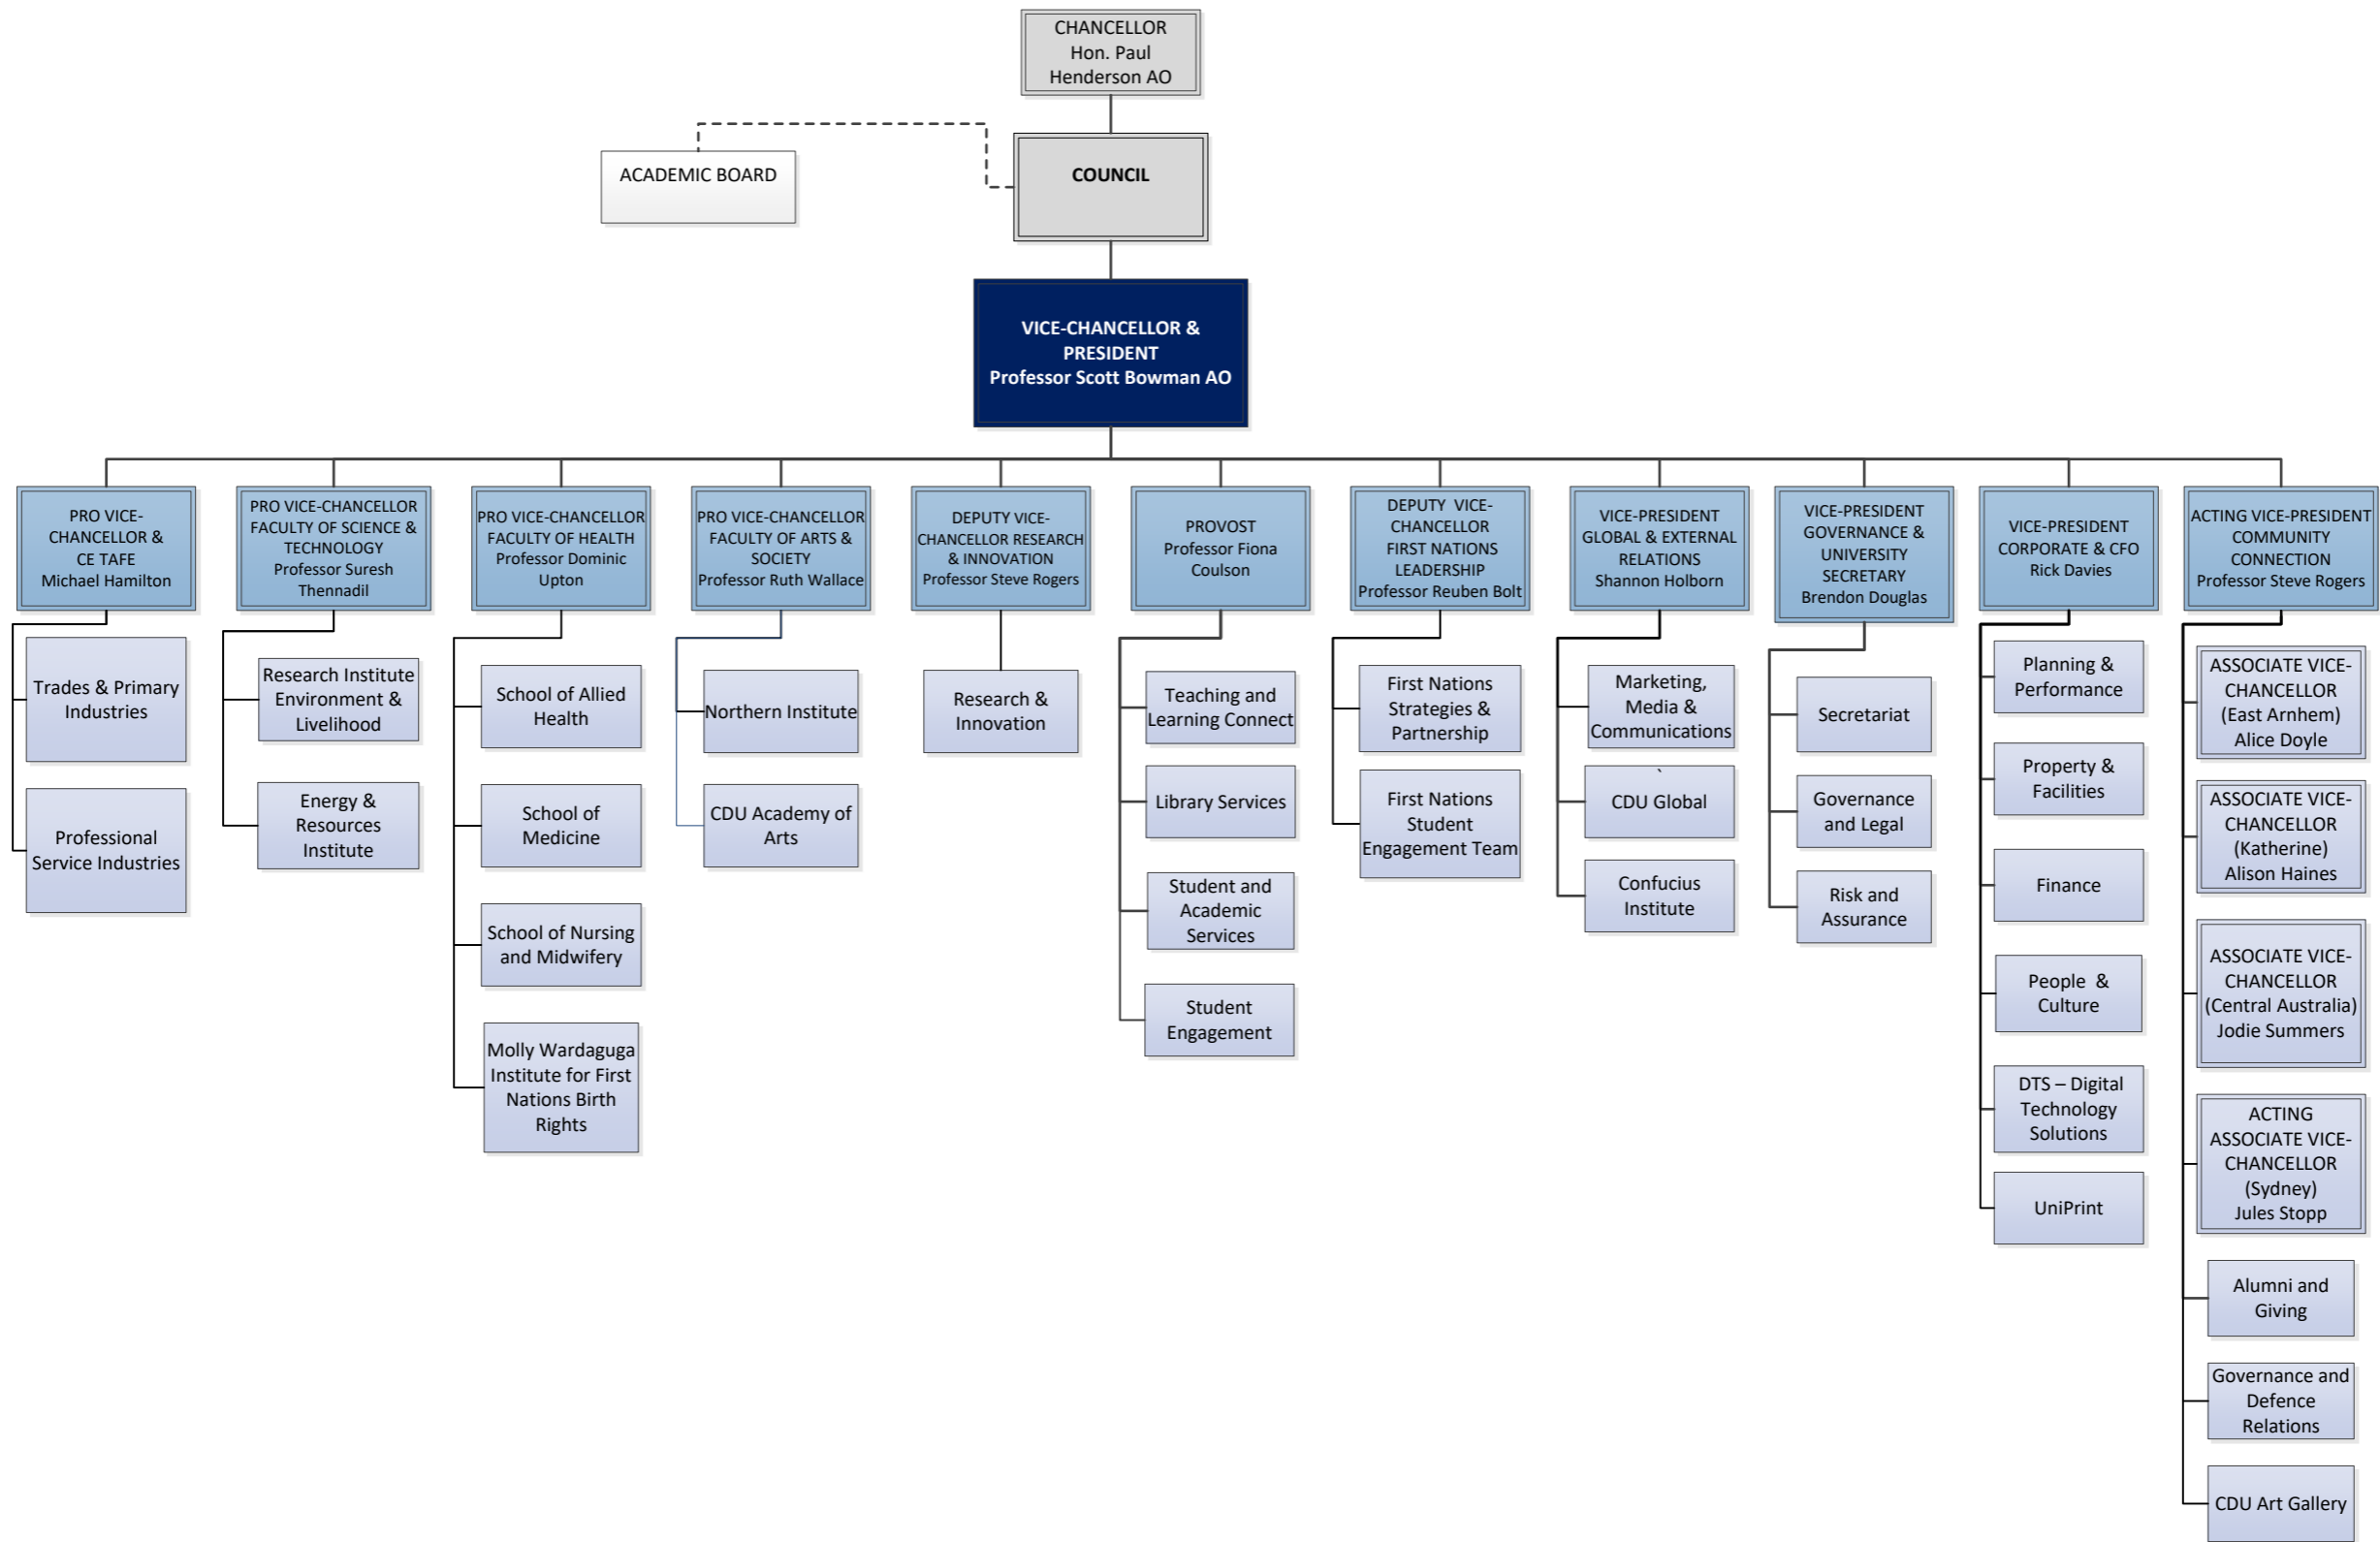 CHANCELLOR
Hon. Paul
Henderson AO
ACADEMIC BOARD
COUNCIL
VICE-CHANCELLOR &
PRESIDENT
Professor Scott Bowman AO
PRO VICE-
CHANCELLOR &
CE TAFE
Michael Hamilton
Trades & Primary
Industries
Professional
Service Industries
PRO VICE-CHANCELLOR
FACULTY OF SCIENCE &
TECHNOLOGY
Professor Suresh
Thennadil
Research Institute
Environment &
Livelihood
Energy &
Resources
Institute
PRO VICE-CHANCELLOR
FACULTY OF HEALTH
Professor Dominic
Upton
School of Allied
Health
School of
Medicine
School of Nursing
and Midwifery
Molly Wardaguga
Institute for First
Nations Birth
Rights
PRO VICE-CHANCELLOR
FACULTY OF ARTS &
SOCIETY
Professor Ruth Wallace
Northern Institute
CDU Academy of
Arts
DEPUTY VICE-
CHANCELLOR RESEARCH
& INNOVATION
Professor Steve Rogers
Research &
Innovation
PROVOST
Professor Fiona
Coulson
Teaching and
Learning Connect
Library Services
Student and
Academic
Services
Student
Engagement
DEPUTY  VICE-
CHANCELLOR
FIRST NATIONS
LEADERSHIP
Professor Reuben Bolt
First Nations
Strategies &
Partnership
First Nations
Student
Engagement Team
VICE-PRESIDENT
GLOBAL & EXTERNAL
RELATIONS
Shannon Holborn
Marketing,
Media &
Communications
`
CDU Global
Confucius
Institute
VICE-PRESIDENT
GOVERNANCE &
UNIVERSITY
SECRETARY
Brendon Douglas
Secretariat
Governance
and Legal
Risk and
Assurance
VICE-PRESIDENT
CORPORATE & CFO
Rick Davies
Planning &
Performance
Property &
Facilities
Finance
People  &
Culture
DTS – Digital
Technology
Solutions
UniPrint
ACTING VICE-PRESIDENT
COMMUNITY
CONNECTION
Professor Steve Rogers
ASSOCIATE VICE-
CHANCELLOR
(East Arnhem)
Alice Doyle
ASSOCIATE VICE-
CHANCELLOR
(Katherine)
Alison Haines
ASSOCIATE VICE-
CHANCELLOR
(Central Australia)
Jodie Summers
ACTING
ASSOCIATE VICE-
CHANCELLOR
(Sydney)
Jules Stopp
Alumni and
Giving
Governance and
Defence
Relations
CDU Art Gallery